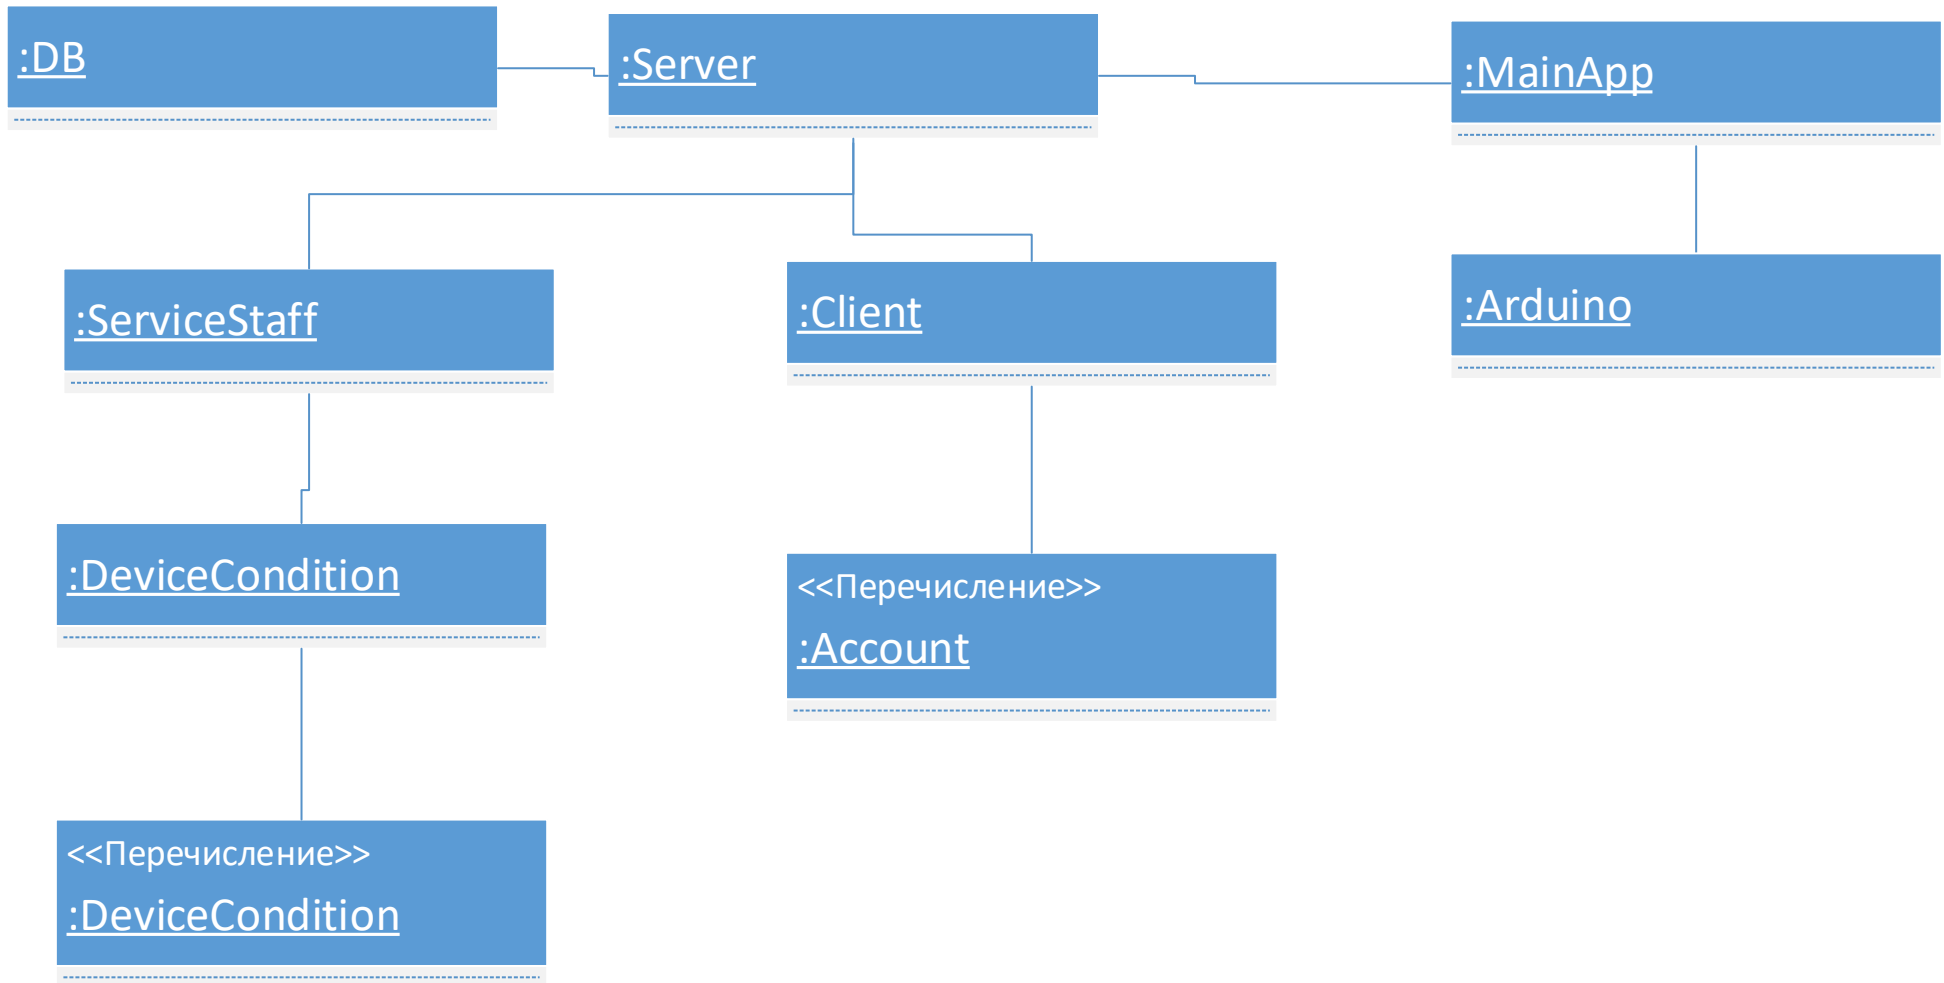 :DB
:Server
:MainApp
:ServiceStaff
:Client
:Arduino
:DeviceCondition
<<Перечисление>>
:Account
<<Перечисление>>
:DeviceCondition